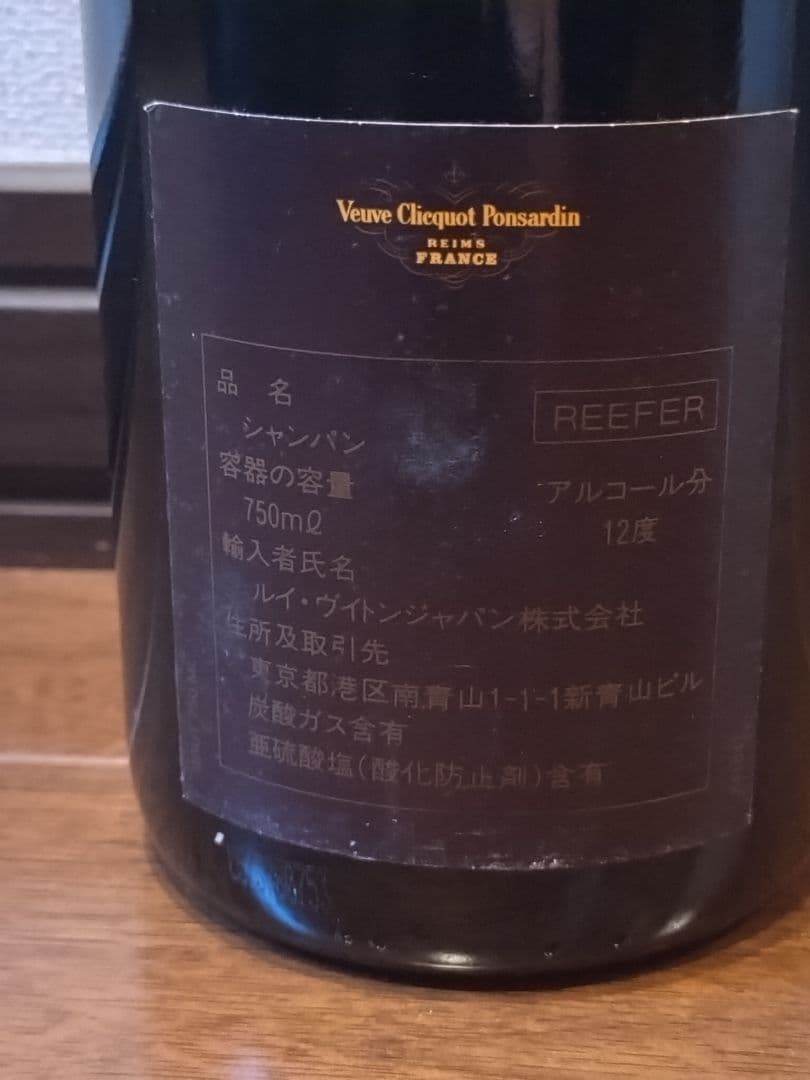 Veuve Clicquot Ponsardin
REIMS
FRANCE
品 名
REEFER
シャンパン
容器の容量
アルコール分
750mℓ
12度
輸入者氏名
ルイ・ヴイトンジャパン株式会社
住所及取引先
東京都港区南青山1-1-1新青山ビル
炭酸ガス含有
亜硫酸塩(酸化防止剤)含有